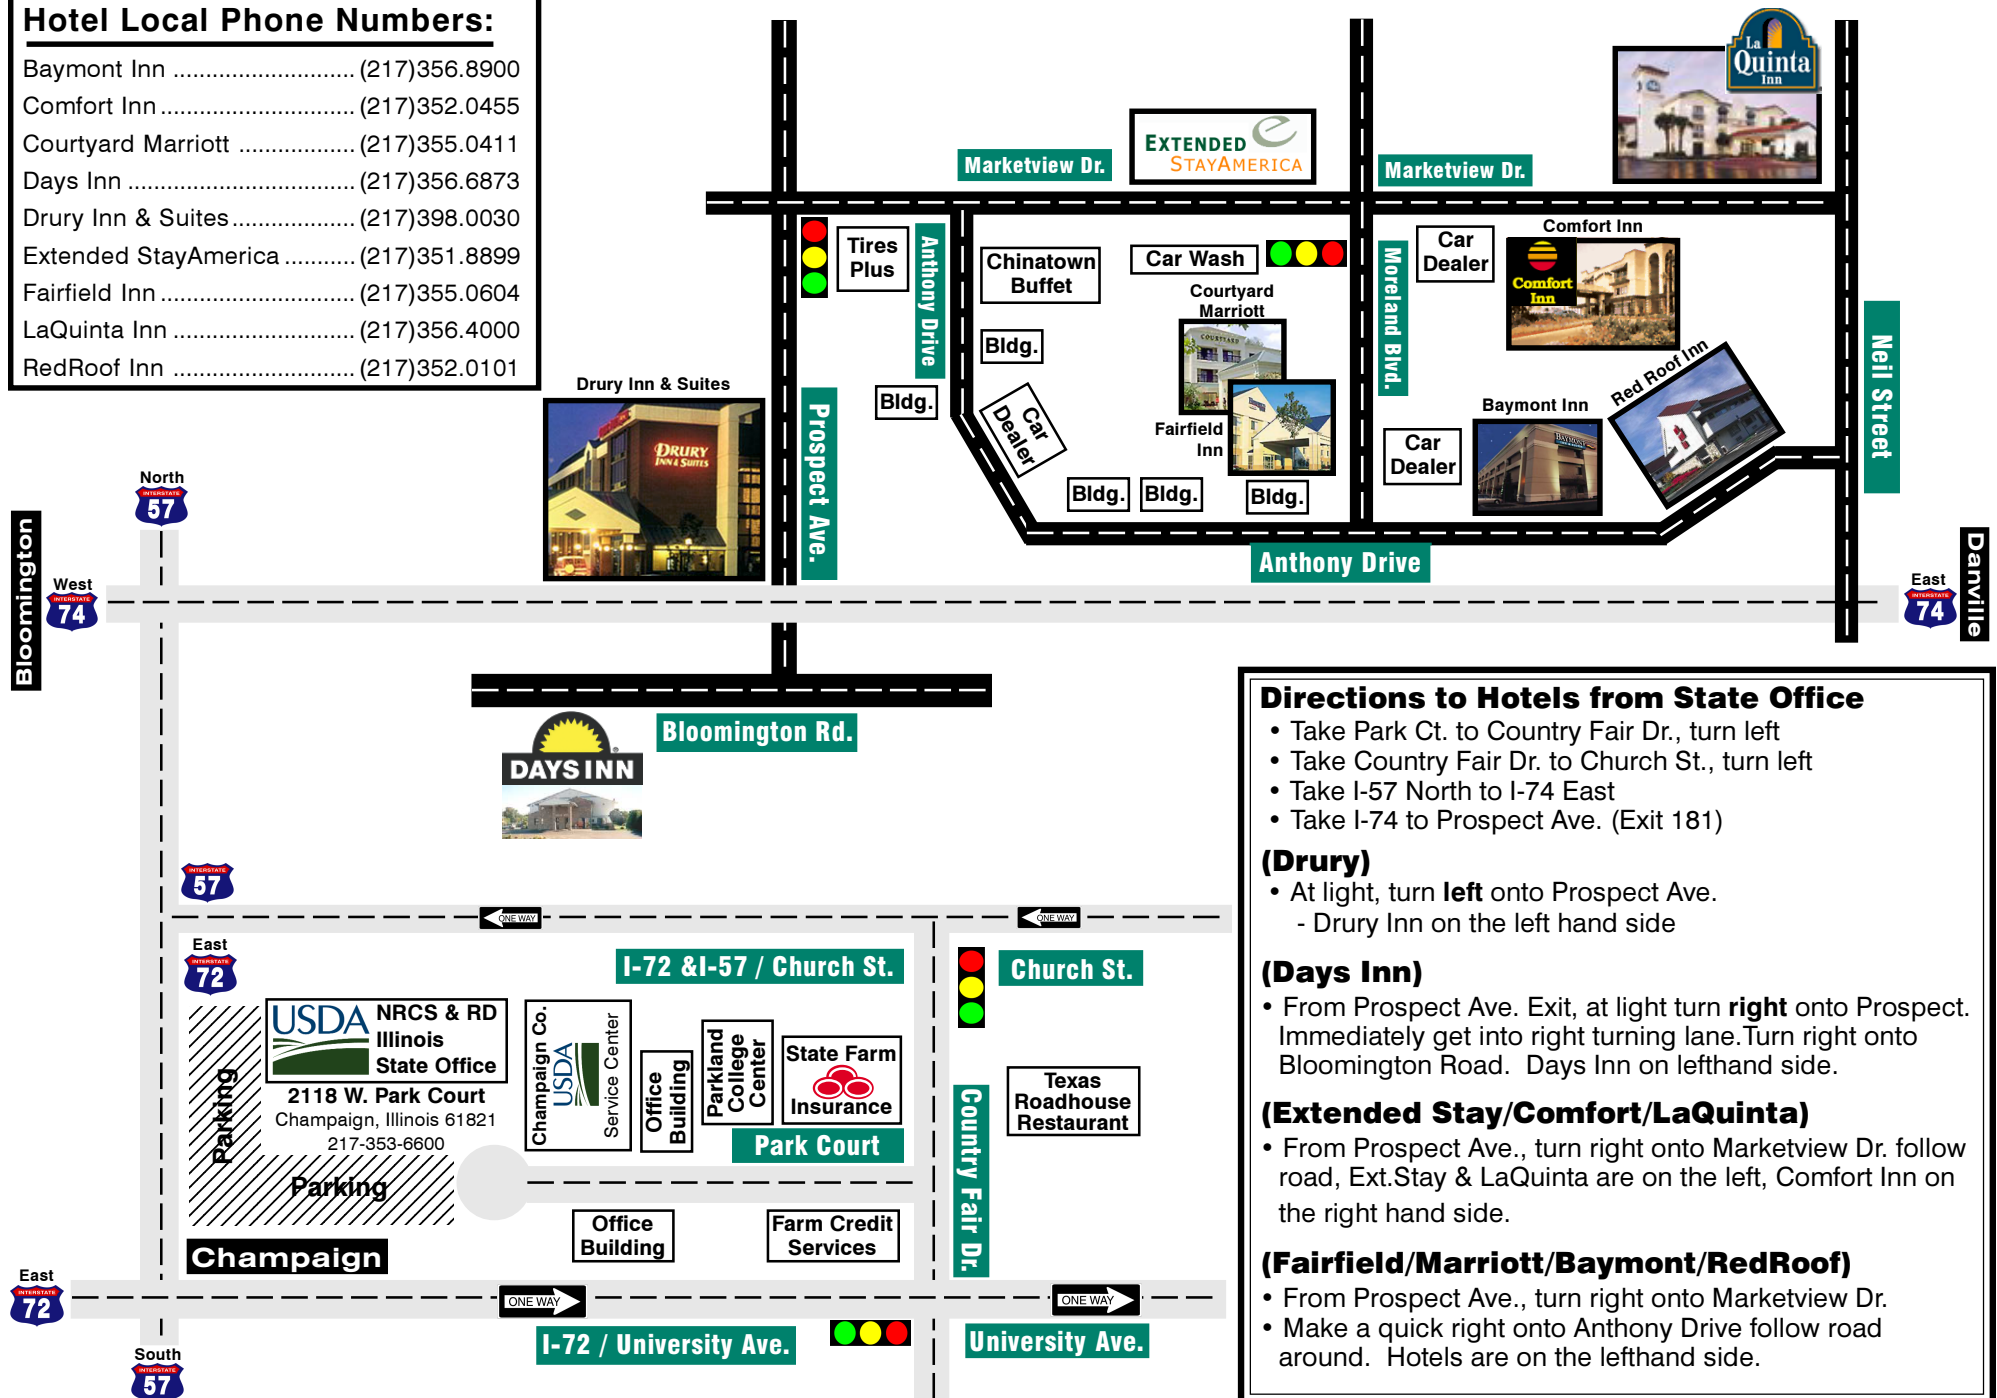 Hotel Local Phone Numbers:
Baymont Inn ............................ (217)356.8900
Comfort Inn .............................. (217)352.0455
Courtyard Marriott .................. (217)355.0411
Days Inn ................................... (217)356.6873
Drury Inn & Suites................... (217)398.0030
Extended StayAmerica ........... (217)351.8899
Fairfield Inn .............................. (217)355.0604
LaQuinta Inn ............................ (217)356.4000
RedRoof Inn ............................ (217)352.0101
La
Quinta
Inn
EXTENDED
STAYAMERICA
Marketview Dr.
Marketview Dr.
Tires
Plus
Anthony Drive
Chinatown
Buffet
Car Wash
Moreland Blvd.
Car
Dealer
Comfort Inn
Comfort
Inn
Courtyard
Marriott
COURTYARD
Bldg.
Bldg.
Car
Dealer
Fairfield
Inn
Bldg.
Bldg.
Bldg.
Car
Dealer
Baymont Inn
BAYMONT
Red Roof Inn
Neil Street
Drury Inn & Suites
DRURY
INN & SUITES
Prospect Ave.
Anthony Drive
North
INTERSTATE
57
Bloomington
West
INTERSTATE
74
East
INTERSTATE
74
Danville
Bloomington Rd.
DAYS INN
INTERSTATE
57
ONE WAY
ONE WAY
East
INTERSTATE
72
I-72 &I-57 / Church St.
Church St.
USDA
NRCS & RD
Illinois
State Office
2118 W. Park Court
Champaign, Illinois 61821
217-353-6600
Parking
Parking
Champaign Co.
USDA
Service Center
Office
Building
Parkland
College
Center
State Farm
Insurance
Park Court
Country Fair Dr.
Texas
Roadhouse
Restaurant
Office
Building
Farm Credit
Services
Champaign
East
INTERSTATE
72
ONE WAY
ONE WAY
I-72 / University Ave.
University Ave.
South
INTERSTATE
57
Directions to Hotels from State Office
• Take Park Ct. to Country Fair Dr., turn left
• Take Country Fair Dr. to Church St., turn left
• Take I-57 North to I-74 East
• Take I-74 to Prospect Ave. (Exit 181)
(Drury)
• At light, turn left onto Prospect Ave.
- Drury Inn on the left hand side
(Days Inn)
• From Prospect Ave. Exit, at light turn right onto Prospect.
Immediately get into right turning lane.Turn right onto
Bloomington Road. Days Inn on lefthand side.
(Extended Stay/Comfort/LaQuinta)
• From Prospect Ave., turn right onto Marketview Dr. follow
road, Ext.Stay & LaQuinta are on the left, Comfort Inn on
the right hand side.
(Fairfield/Marriott/Baymont/RedRoof)
• From Prospect Ave., turn right onto Marketview Dr.
• Make a quick right onto Anthony Drive follow road
around. Hotels are on the lefthand side.